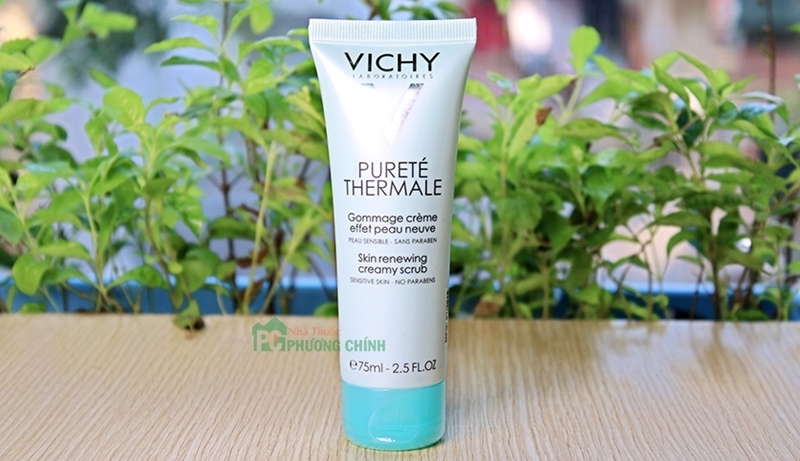 VICHY
LABORATOIRES
PURETÉ
THERMALE
Gommage crème
effet peau neuve
PEAU SENSIBLE - SANS PARABEN
Skin renewing
creamy scrub
SENSITIVE SKIN - NO PARABENS
Nhà Thuốc
PG PHƯƠNG CHÍNH
℮75ml - 2.5 FL.OZ